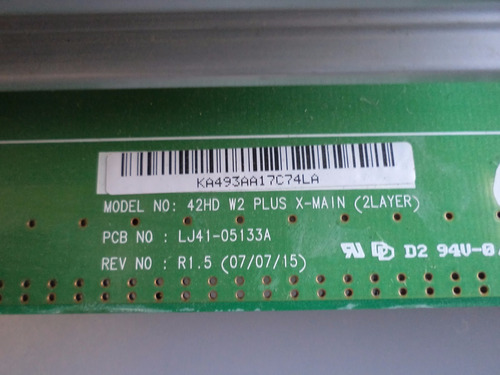 KA493AA17C74LA
MODEL NO: 42HD W2 PLUS X-MAIN (2LAYER)
PCB NO : LJ41-05133A
REV NO : R1.5 (07/07/15)
D2 94V-0